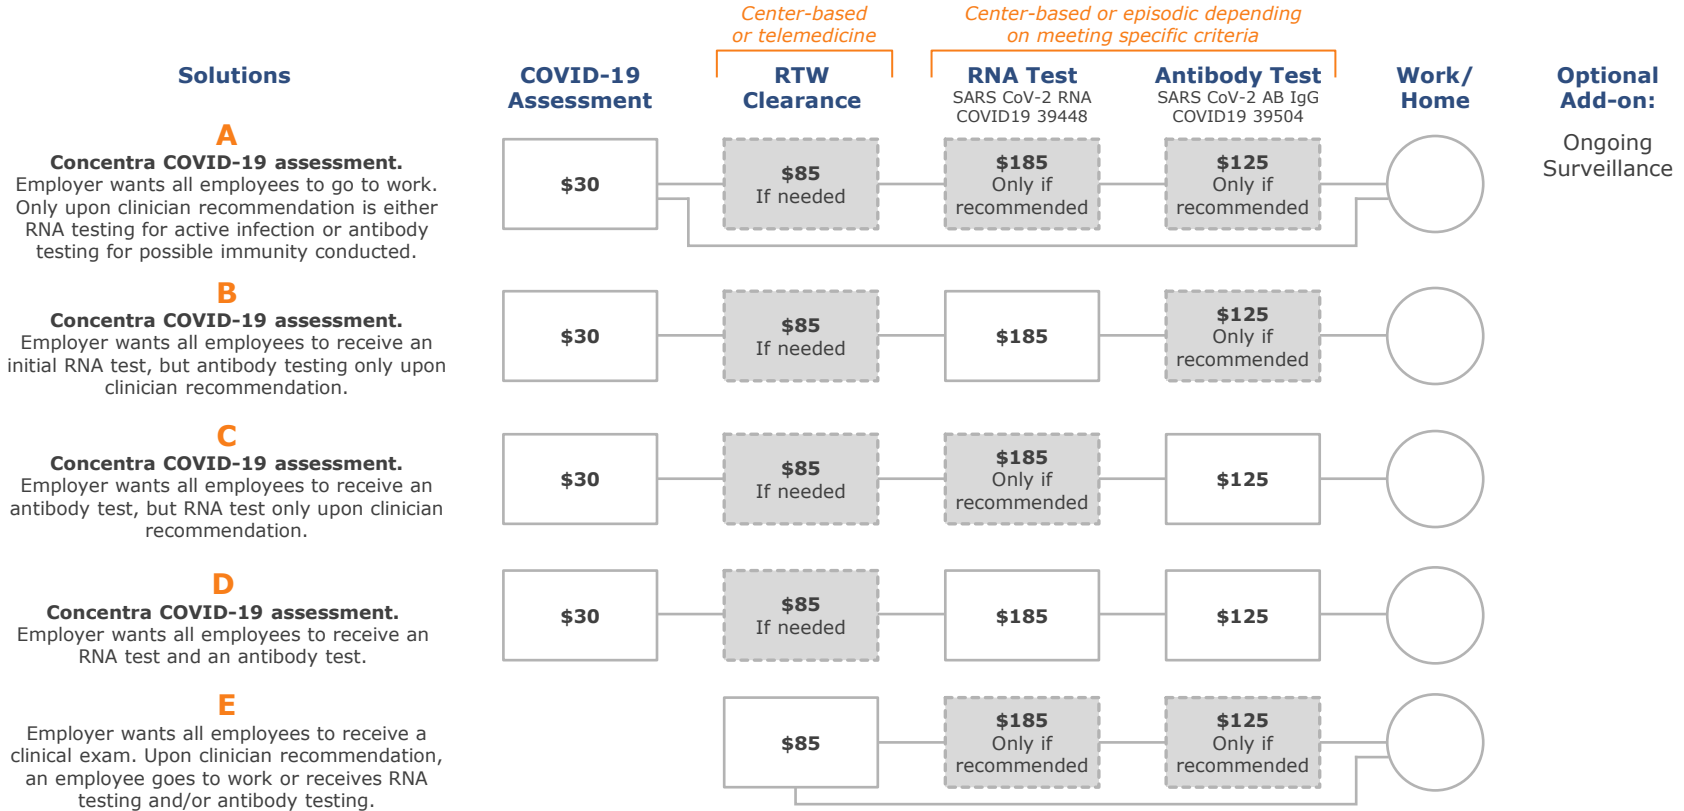 Center-based
or telemedicine
Center-based or episodic depending
on meeting specific criteria
Solutions
COVID-19
Assessment
RTW
Clearance
RNA Test
SARS CoV-2 RNA
COVID19 39448
Antibody Test
SARS CoV-2 AB IgG
COVID19 39504
Work/
Home
Optional
Add-on:
Ongoing
Surveillance
A
Concentra COVID-19 assessment.
Employer wants all employees to go to work.
Only upon clinician recommendation is either
RNA testing for active infection or antibody
testing for possible immunity conducted.
$30
$85
If needed
$185
Only if
recommended
$125
Only if
recommended
B
Concentra COVID-19 assessment.
Employer wants all employees to receive an
initial RNA test, but antibody testing only upon
clinician recommendation.
$30
$85
If needed
$185
$125
Only if
recommended
C
Concentra COVID-19 assessment.
Employer wants all employees to receive an
antibody test, but RNA test only upon clinician
recommendation.
$30
$85
If needed
$185
Only if
recommended
$125
D
Concentra COVID-19 assessment.
Employer wants all employees to receive an
RNA test and an antibody test.
$30
$85
If needed
$185
$125
E
Employer wants all employees to receive a
clinical exam. Upon clinician recommendation,
an employee goes to work or receives RNA
testing and/or antibody testing.
$85
$185
Only if
recommended
$125
Only if
recommended